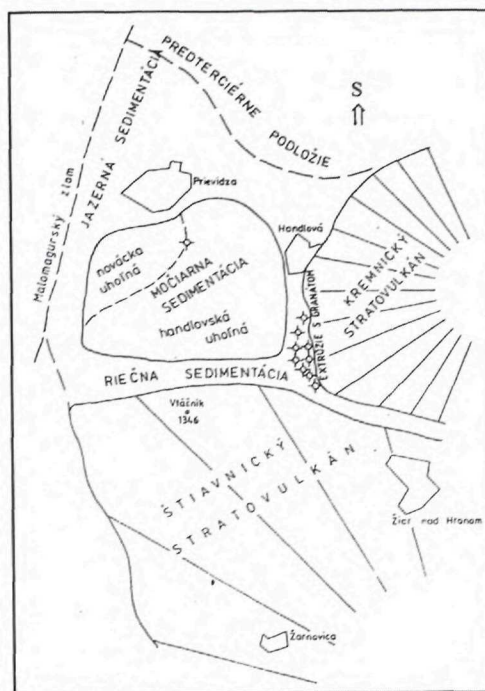 PREDTERCIÉRNE
PODLOŽIE
S
JAZERNÁ SEDIMENTÁCIA
Malomagurský zlom
Prievidza
Handlová
novácka
uhoľná
MOČIARNA
SEDIMENTÁCIA
handlovská
uhoľná
KREMNICKÝ
STRATOVULKÁN
EXTRÚZIE S GRANÁTOM
RIEČNA SEDIMENTÁCIA
Vtáčnik
1346
ŠTIAVNICKÝ
STRATOVULKÁN
Žiar nad Hronom
Žarnovica